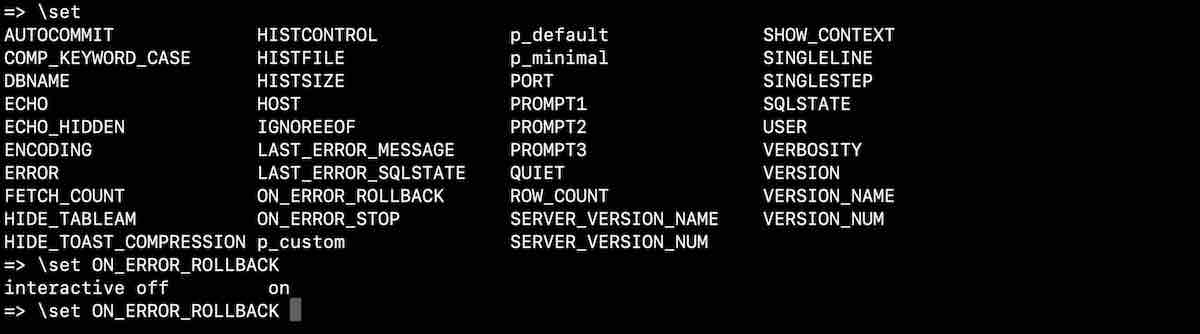 => \set
AUTOCOMMIT HISTCONTROL p_default SHOW_CONTEXT
COMP_KEYWORD_CASE HISTFILE p_minimal SINGLELINE
DBNAME HISTSIZE PORT SINGLESTEP
ECHO HOST PROMPT1 SQLSTATE
ECHO_HIDDEN IGNOREEOF PROMPT2 USER
ENCODING LAST_ERROR_MESSAGE PROMPT3 VERBOSITY
ERROR LAST_ERROR_SQLSTATE QUIET VERSION
FETCH_COUNT ON_ERROR_ROLLBACK ROW_COUNT VERSION_NAME
HIDE_TABLEAM ON_ERROR_STOP SERVER_VERSION_NAME VERSION_NUM
HIDE_TOAST_COMPRESSION p_custom SERVER_VERSION_NUM
=> \set ON_ERROR_ROLLBACK
interactive off on
=> \set ON_ERROR_ROLLBACK